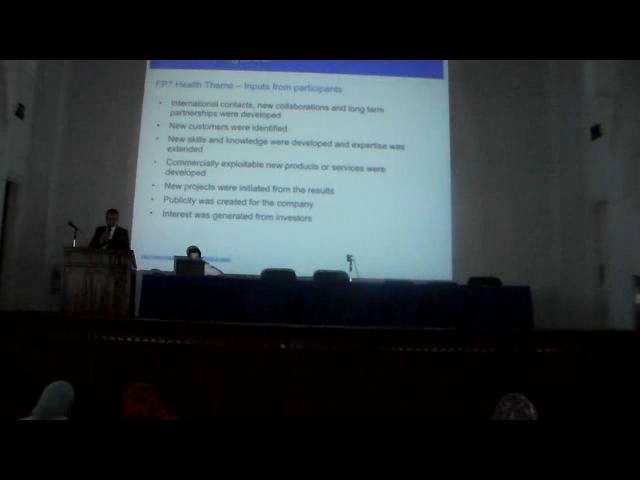 FP7 Health Theme – Inputs from participants
• International contacts, new collaborations and long term
partnerships were developed
• New customers were identified.
• New skills and knowledge were developed and expertise was
extended
• Commercially exploitable new products or services were
developed
• New projects were initiated from the results
• Publicity was created for the company
• Interest was generated from investors